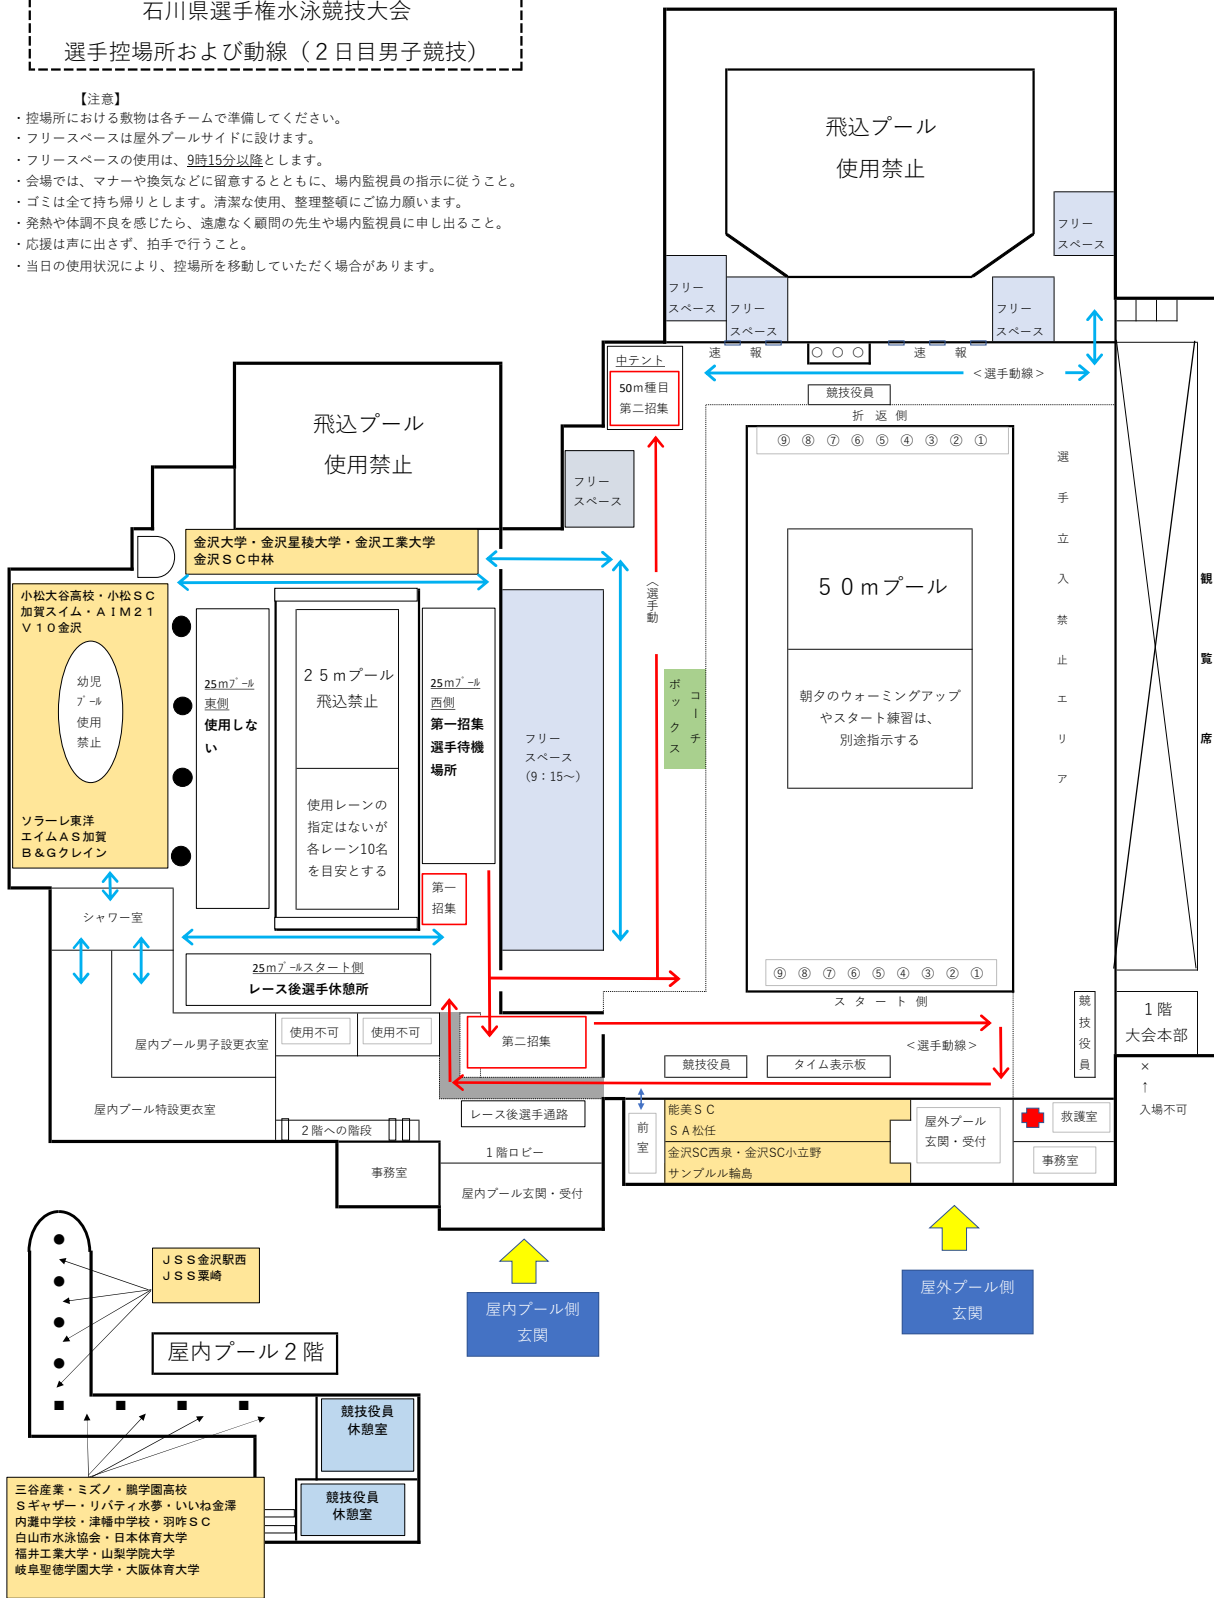 石川県選手権水泳競技大会
選手控場所および動線（２日目男子競技）
【注意】
・控場所における敷物は各チームで準備してください。
・フリースペースは屋外プールサイドに設けます。
・フリースペースの使用は、9時15分以降とします。
・会場では、マナーや換気などに留意するとともに、場内監視員の指示に従うこと。
・ゴミは全て持ち帰りとします。清潔な使用、整理整頓にご協力願います。
・発熱や体調不良を感じたら、遠慮なく顧問の先生や場内監視員に申し出ること。
・応援は声に出さず、拍手で行うこと。
・当日の使用状況により、控場所を移動していただく場合があります。
飛込プール
使用禁止
フリー
スペース
フリー
スペース
フリー
スペース
フリー
スペース
速　報
○ ○ ○
速　報
＜選手動線＞
中テント
50ｍ種目
第二招集
競技役員
折 返 側
⑨ ⑧ ⑦ ⑥ ⑤ ④ ③ ② ①
飛込プール
使用禁止
フリー
スペース
選手立入禁止エリア
観覧席
金沢大学・金沢星稜大学・金沢工業大学
金沢ＳＣ中林
小松大谷高校・小松ＳＣ
加賀スイム・ＡＩＭ２１
Ｖ１０金沢
幼児
プール
使用
禁止
ソラーレ東洋
エイムＡＳ加賀
Ｂ＆Ｇクレイン
25ｍプール
東側
使用しな
い
２５ｍプール
飛込禁止
使用レーンの
指定はないが
各レーン10名
を目安とする
25ｍプール
西側
第一招集
選手待機
場所
第一
招集
フリー
スペース
（9：15～）
＜選手動
コーチ
ボックス
５０ｍプール
朝夕のウォーミングアップ
やスタート練習は、
別途指示する
⑨ ⑧ ⑦ ⑥ ⑤ ④ ③ ② ①
スタート側
シャワー室
25ｍプールスタート側
レース後選手休憩所
使用不可
使用不可
第二招集
屋内プール男子設更衣室
屋内プール特設更衣室
＜選手動線＞
競技役員
タイム表示板
競技役員
１階
大会本部
×
↑
入場不可
レース後選手通路
２階への階段
１階ロビー
事務室
屋内プール玄関・受付
前室
能美ＳＣ
ＳＡ松任
金沢SC西泉・金沢SC小立野
サンプルル輪島
屋外プール
玄関・受付
救護室
事務室
屋内プール側
玄関
屋外プール側
玄関
ＪＳＳ金沢駅西
ＪＳＳ粟崎
屋内プール２階
競技役員
休憩室
競技役員
休憩室
三谷産業・ミズノ・鵬学園高校
Ｓギャザー・リバティ水夢・いいね金澤
内灘中学校・津幡中学校・羽咋ＳＣ
白山市水泳協会・日本体育大学
福井工業大学・山梨学院大学
岐阜聖徳学園大学・大阪体育大学